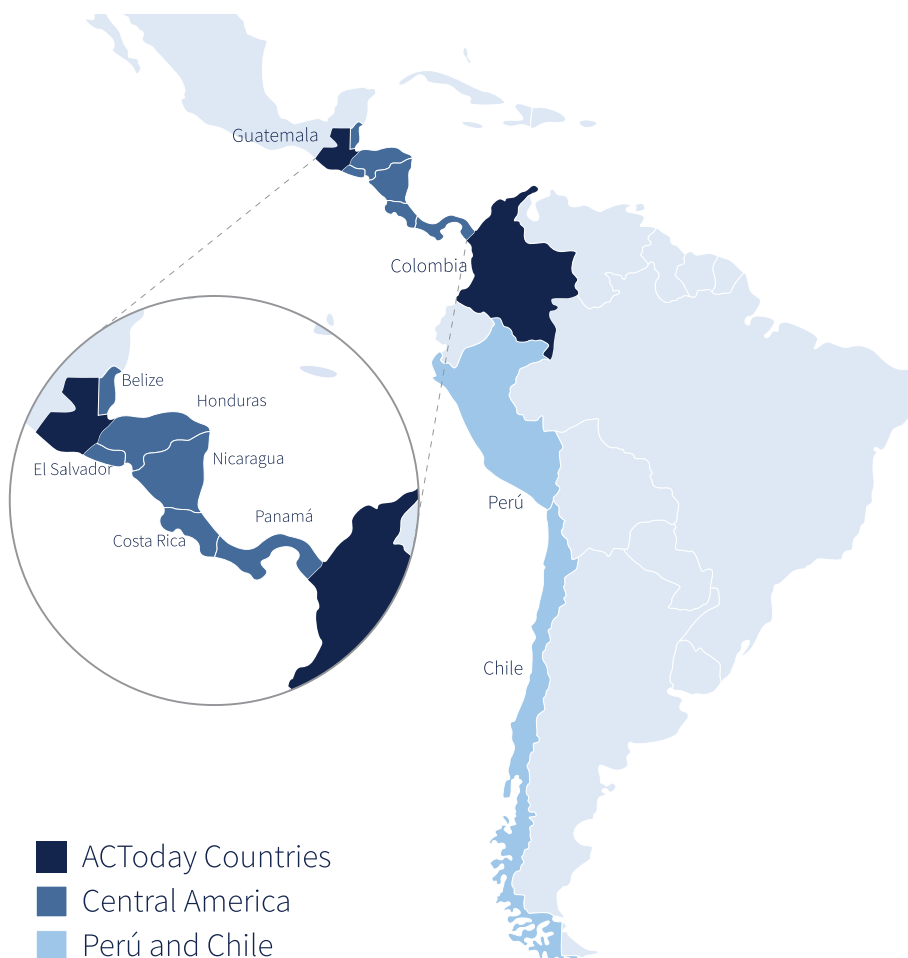 Guatemala
Colombia
Belize
Honduras
El Salvador
Nicaragua
Panamá
Costa Rica
Perú
Chile
ACToday Countries
Central America
Perú and Chile